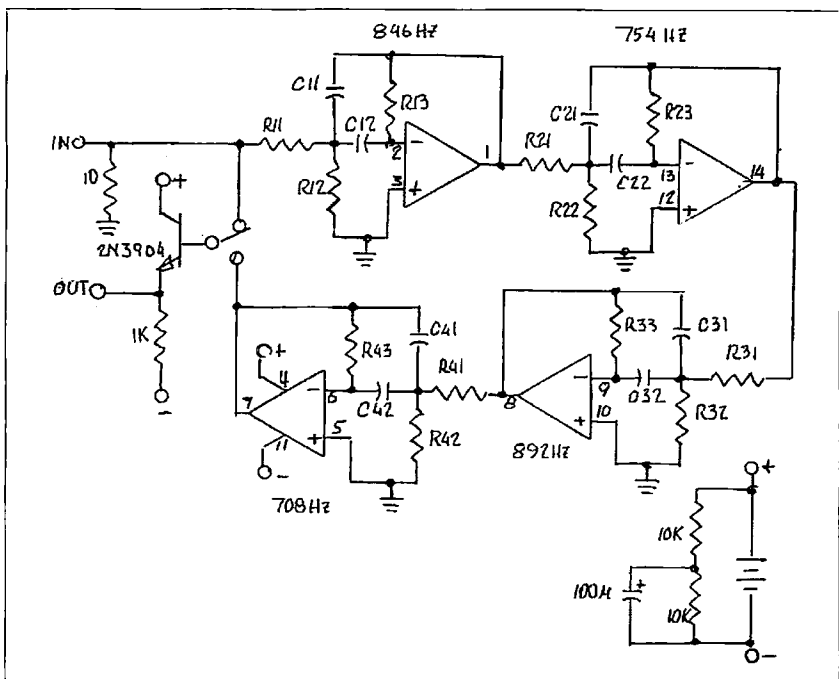 846HZ
754HZ
C11
R13
C21
R23
IN
R11
C12
2
1
R21
C22
13
14
10
+
R12
3
+
R22
12
+
2N3904
OUT
1K
R43
C41
R33
C31
+
4
R41
R31
7
6
C42
8
9
C32
5
R42
10
R32
11
+
892HZ
+
708HZ
+
10K
100M
+
10K